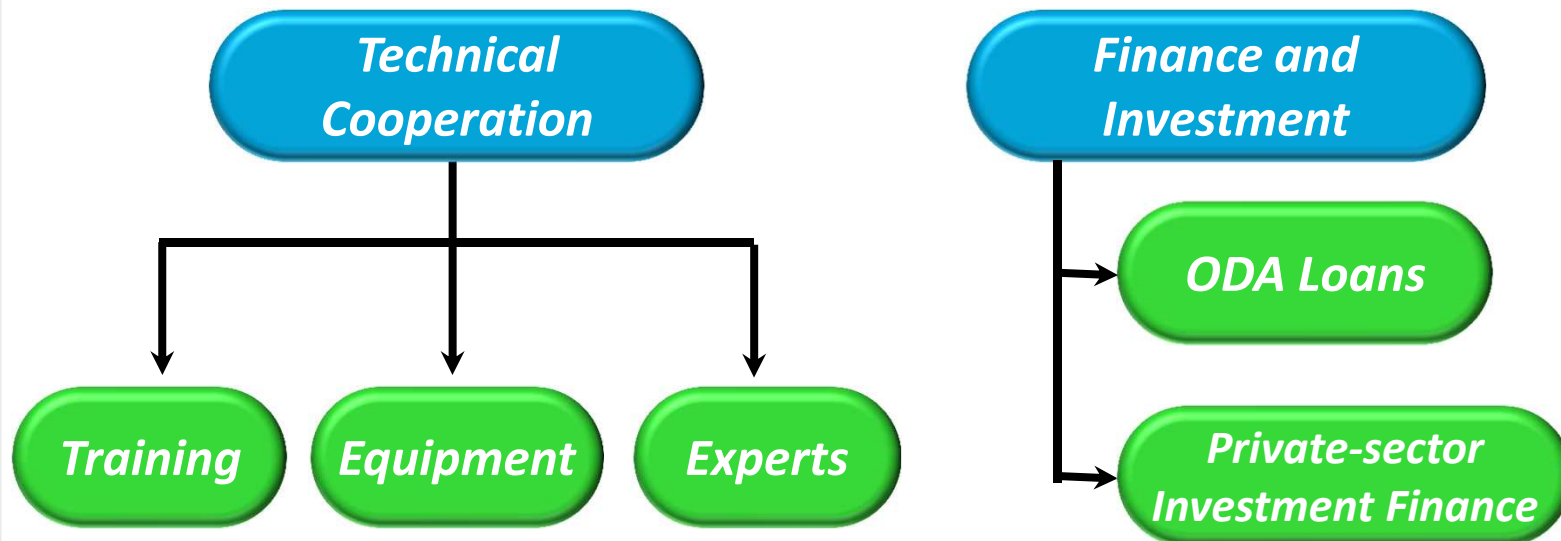 Technical
Cooperation
Finance and
Investment
ODA Loans
Training
Equipment
Experts
Private-sector
Investment Finance